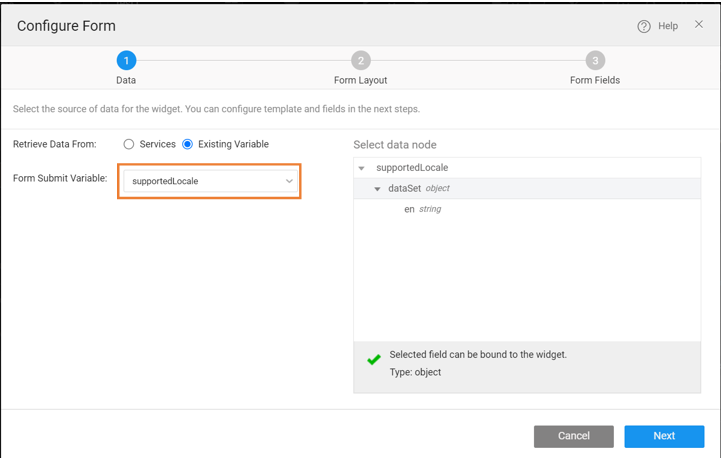 Configure Form
Help
1
2
3
Data
Form Layout
Form Fields
Select the source of data for the widget. You can configure template and fields in the next steps.
Retrieve Data From:
Services
Existing Variable
Form Submit Variable:
supportedLocale
Select data node
supportedLocale
dataSet object
en string
Selected field can be bound to the widget.
Type: object
Cancel
Next